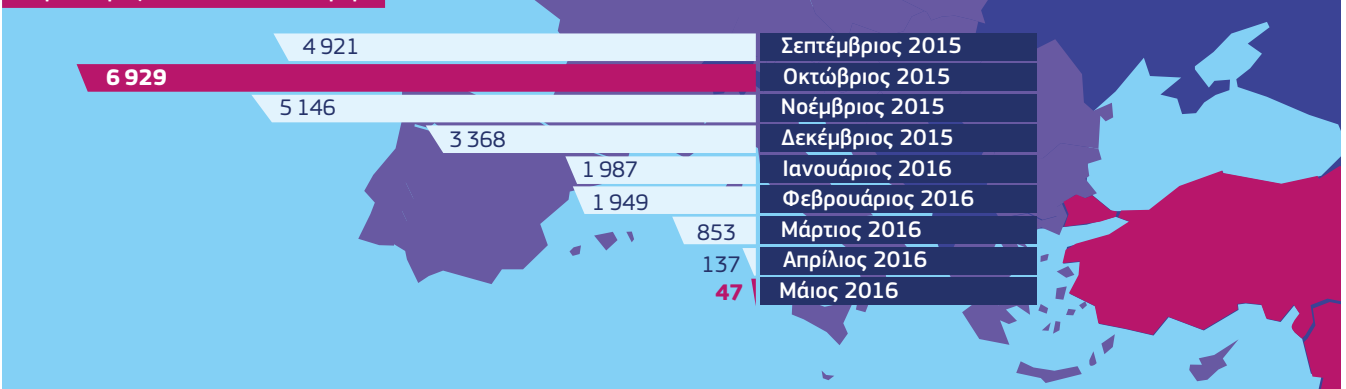 4 921 Σεπτέμβριος 2015
6 929 Οκτώβριος 2015
5 146 Νοέμβριος 2015
3 368 Δεκέμβριος 2015
1 987 Ιανουάριος 2016
1 949 Φεβρουάριος 2016
853 Μάρτιος 2016
137 Απρίλιος 2016
47 Μάιος 2016